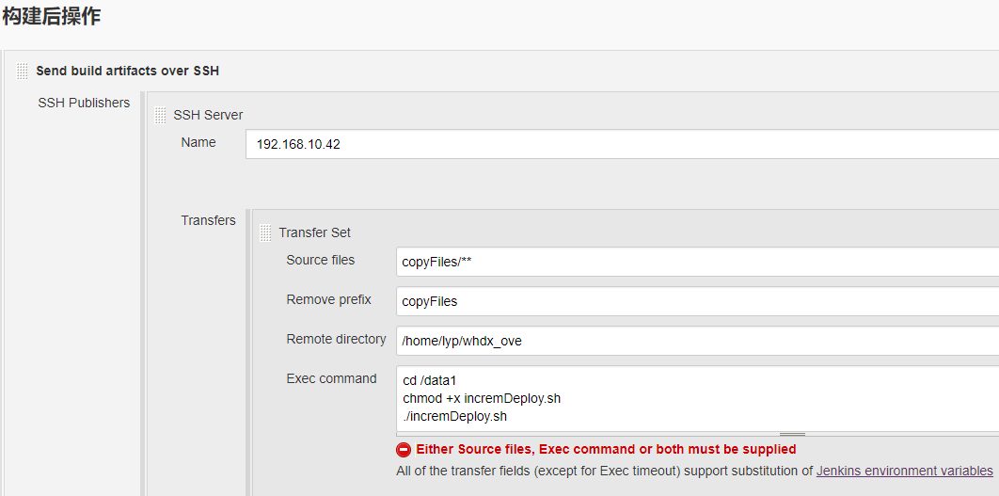 构建后操作
Send build artifacts over SSH
SSH Publishers
SSH Server
Name
192.168.10.42
Transfers
Transfer Set
Source files
copyFiles/**
Remove prefix
copyFiles
Remote directory
/home/lyp/whdx_ove
Exec command
cd /data1
chmod +x incremDeploy.sh
./incremDeploy.sh
Either Source files, Exec command or both must be supplied
All of the transfer fields (except for Exec timeout) support substitution of Jenkins environment variables